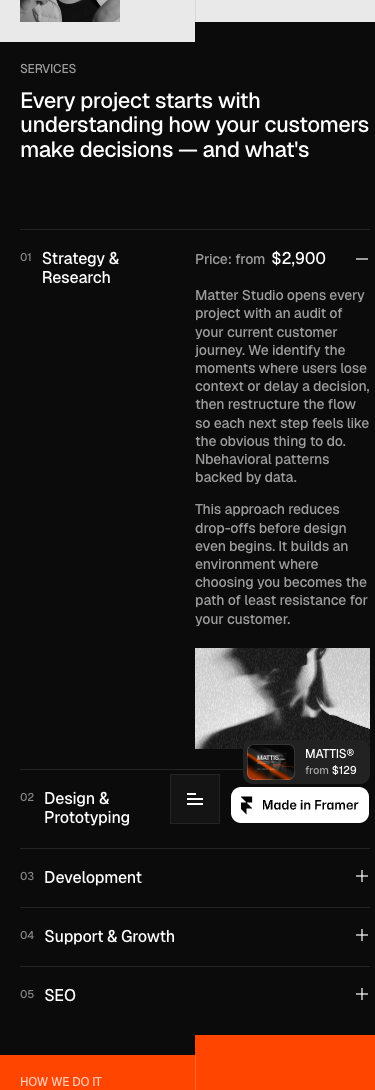 SERVICES
Every project starts with
understanding how your customers
make decisions — and what's
01
Strategy &
Research
Price: from $2,900
Matter Studio opens every
project with an audit of
your current customer
journey. We identify the
moments where users lose
context or delay a decision,
then restructure the flow
so each next step feels like
the obvious thing to do.
Nbehavioral patterns
backed by data.
This approach reduces
drop-offs before design
even begins. It builds an
environment where
choosing you becomes the
path of least resistance for
your customer.
MATTIS®
from $129
Made in Framer
02
Design &
Prototyping
03 Development
04 Support & Growth
05 SEO
HOW WE DO IT